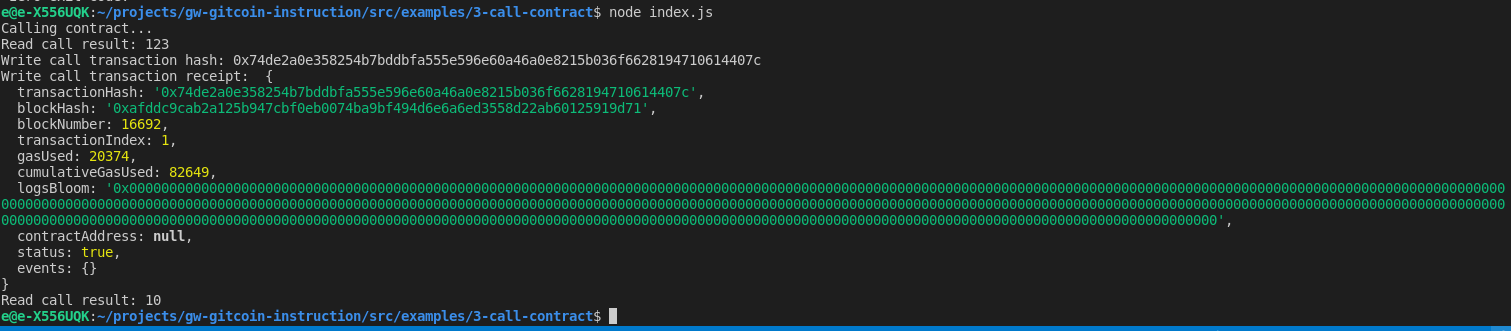 e@e-X556UQK:~/projects/gw-gitcoin-instruction/src/examples/3-call-contract$ node index.js
Calling contract...
Read call result: 123
Write call transaction hash: 0x74de2a0e358254b7bddbfa555e596e60a46a0e8215b036f6628194710614407c
Write call transaction receipt:  {
  transactionHash: '0x74de2a0e358254b7bddbfa555e596e60a46a0e8215b036f6628194710614407c',
  blockHash: '0xafddc9cab2a125b947cbf0eb0074ba9bf494d6e6a6ed3558d22ab60125919d71',
  blockNumber: 16692,
  transactionIndex: 1,
  gasUsed: 20374,
  cumulativeGasUsed: 82649,
  logsBloom: '0x0000000000000000000000000000000000000000000000000000000000000000000000000000000000000000000000000000000000000000000000000000000000000000000000000000000000000000000000000000
00000000000000000000000000000000000000000000000000000000000000000000000000000000000000000000000000000000000000000000000000000000000000000000000000000000000000000000000000000000000000000000
00000000000000000000000000000000000000000000000000000000000000000000000000000000000000000000000000000000000000000000000000000000000000000000000000000000',
  contractAddress: null,
  status: true,
  events: {}
}
Read call result: 10
e@e-X556UQK:~/projects/gw-gitcoin-instruction/src/examples/3-call-contract$